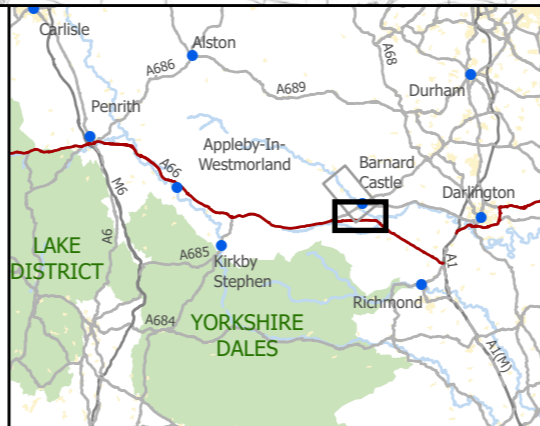 Carlisle
Alston
A68
A686
A689
Durham
Penrith
Appleby-In-
Westmorland
Barnard
Castle
A66
Darlington
M6
A6
LAKE
DISTRICT
A685
Kirkby
Stephen
A1
Richmond
A684
YORKSHIRE
DALES
A1(M)